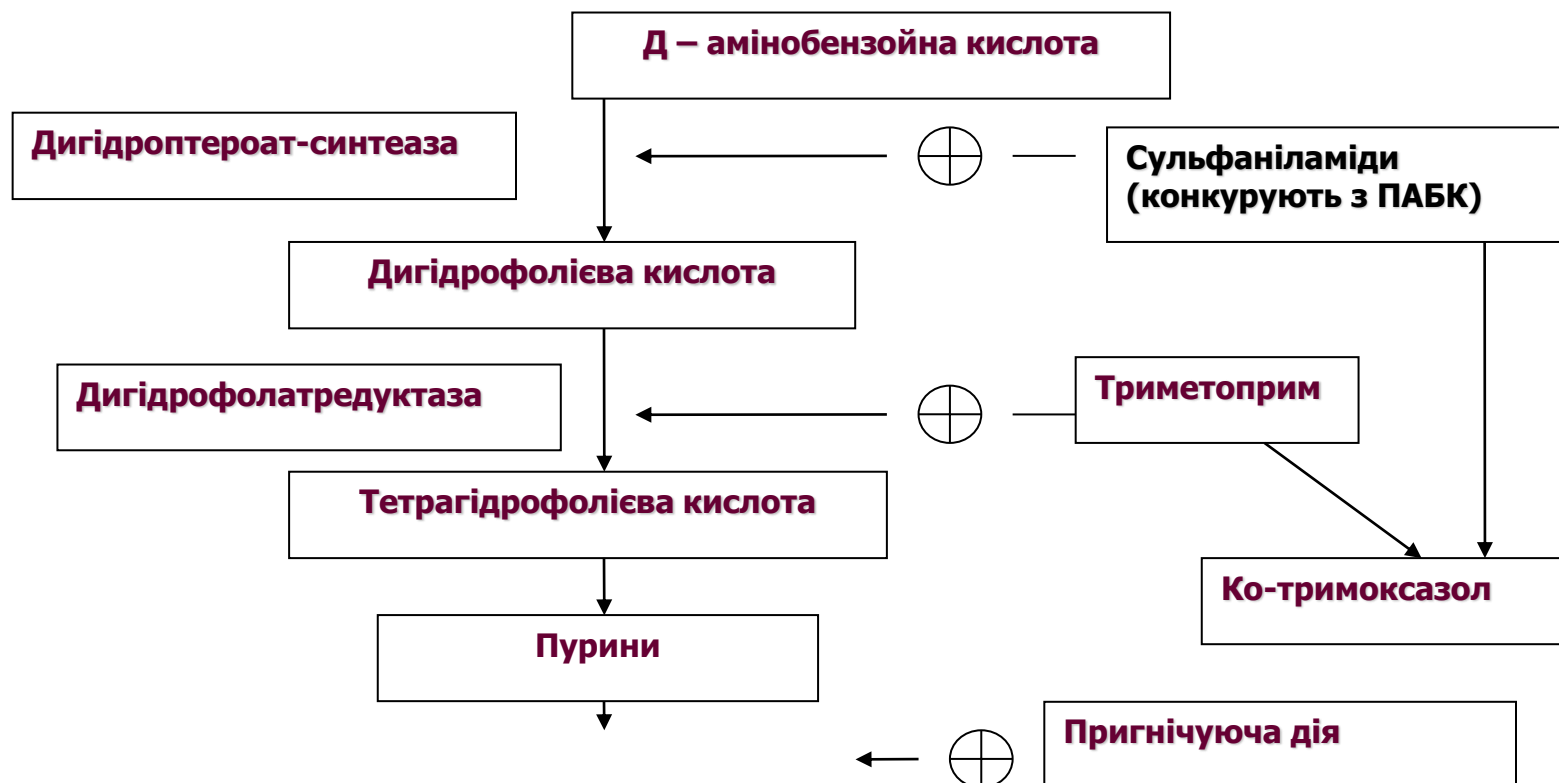 Д – амінобензойна кислота
Дигідроптероат-синтеаза
Сульфаніламіди
(конкурують з ПАБК)
Дигідрофолієва кислота
Дигідрофолатредуктаза
Триметоприм
Тетрагідрофолієва кислота
Ко-тримоксазол
Пурини
Пригнічуюча дія